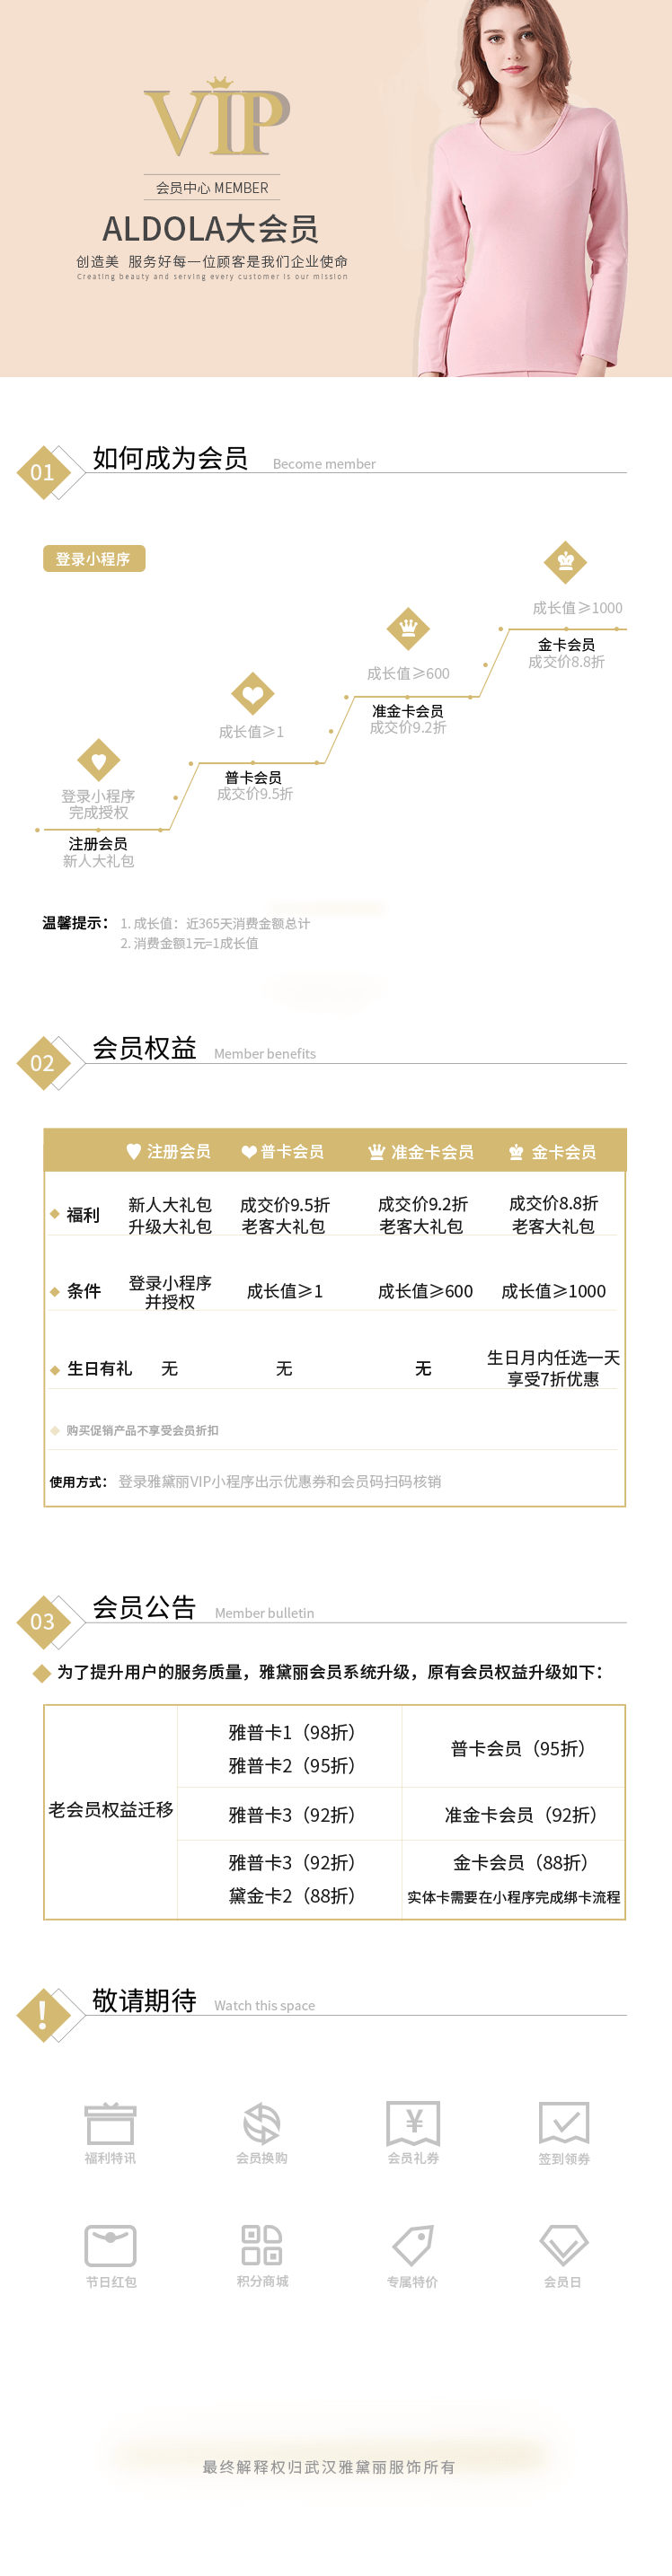 VIP
会员中心 MEMBER
ALDOLA大会员
创造美 服务好每一位顾客是我们企业使命
Creating beauty and serving every customer is our mission
01
如何成为会员
Become member
登录小程序
成长值≥1000
金卡会员
成交价8.8折
成长值≥600
准金卡会员
成交价9.2折
成长值≥1
普卡会员
成交价9.5折
登录小程序
完成授权
注册会员
新人大礼包
温馨提示： 1. 成长值：近365天消费金额总计
2. 消费金额1元=1成长值
02
会员权益
Member benefits
注册会员 普卡会员 准金卡会员 金卡会员
福利 新人大礼包 成交价9.5折 成交价9.2折 成交价8.8折
升级大礼包 老客大礼包 老客大礼包 老客大礼包
条件 登录小程序 成长值≥1 成长值≥600 成长值≥1000
并授权
生日有礼 无 无 无 生日月内任选一天
享受7折优惠
购买促销产品不享受会员折扣
使用方式： 登录雅黛丽VIP小程序出示优惠券和会员码扫码核销
03
会员公告
Member bulletin
为了提升用户的服务质量，雅黛丽会员系统升级，原有会员权益升级如下：
老会员权益迁移
雅普卡1（98折）
雅普卡2（95折）
普卡会员（95折）
雅普卡3（92折）
准金卡会员（92折）
雅普卡3（92折）
黛金卡2（88折）
金卡会员（88折）
实体卡需要在小程序完成绑卡流程
!
敬请期待
Watch this space
¥
福利特讯 会员换购 会员礼券 签到领券
节日红包 积分商城 专属特价 会员日
最终解释权归武汉雅黛丽服饰所有